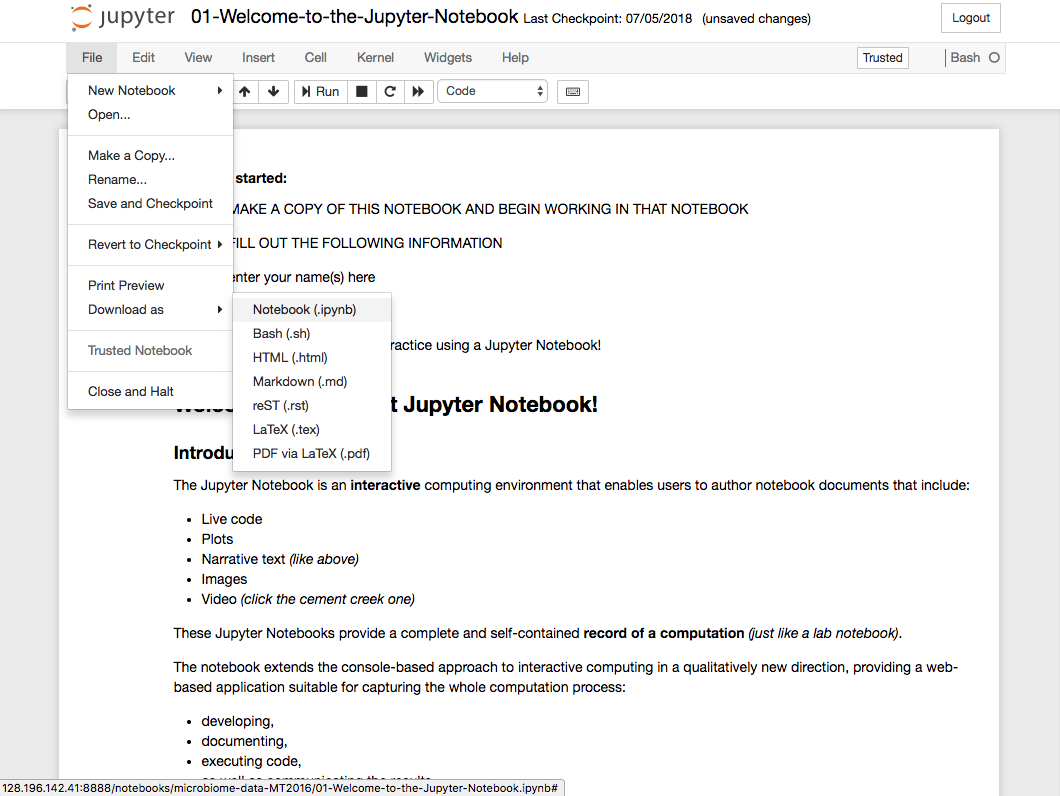 jupyter 01-Welcome-to-the-Jupyter-Notebook Last Checkpoint: 07/05/2018 (unsaved changes) Logout
File Edit View Insert Cell Kernel Widgets Help Trusted Bash
Run Code
New Notebook
Open...
Make a Copy...
Rename...
Save and Checkpoint
Revert to Checkpoint
Print Preview
Download as
Trusted Notebook
Close and Halt
Notebook (.ipynb)
Bash (.sh)
HTML (.html)
Markdown (.md)
reST (.rst)
LaTeX (.tex)
PDF via LaTeX (.pdf)
started:
MAKE A COPY OF THIS NOTEBOOK AND BEGIN WORKING IN THAT NOTEBOOK
FILL OUT THE FOLLOWING INFORMATION
enter your name(s) here
ractice using a Jupyter Notebook!
t Jupyter Notebook!
Introdu
The Jupyter Notebook is an interactive computing environment that enables users to author notebook documents that include:
• Live code
• Plots
• Narrative text (like above)
• Images
• Video (click the cement creek one)
These Jupyter Notebooks provide a complete and self-contained record of a computation (just like a lab notebook).
The notebook extends the console-based approach to interactive computing in a qualitatively new direction, providing a web-
based application suitable for capturing the whole computation process:
• developing,
• documenting,
• executing code,
as well as communicating the results
128.196.142.41:8888/notebooks/microbiome-data-MT2016/01-Welcome-to-the-Jupyter-Notebook.ipynb#